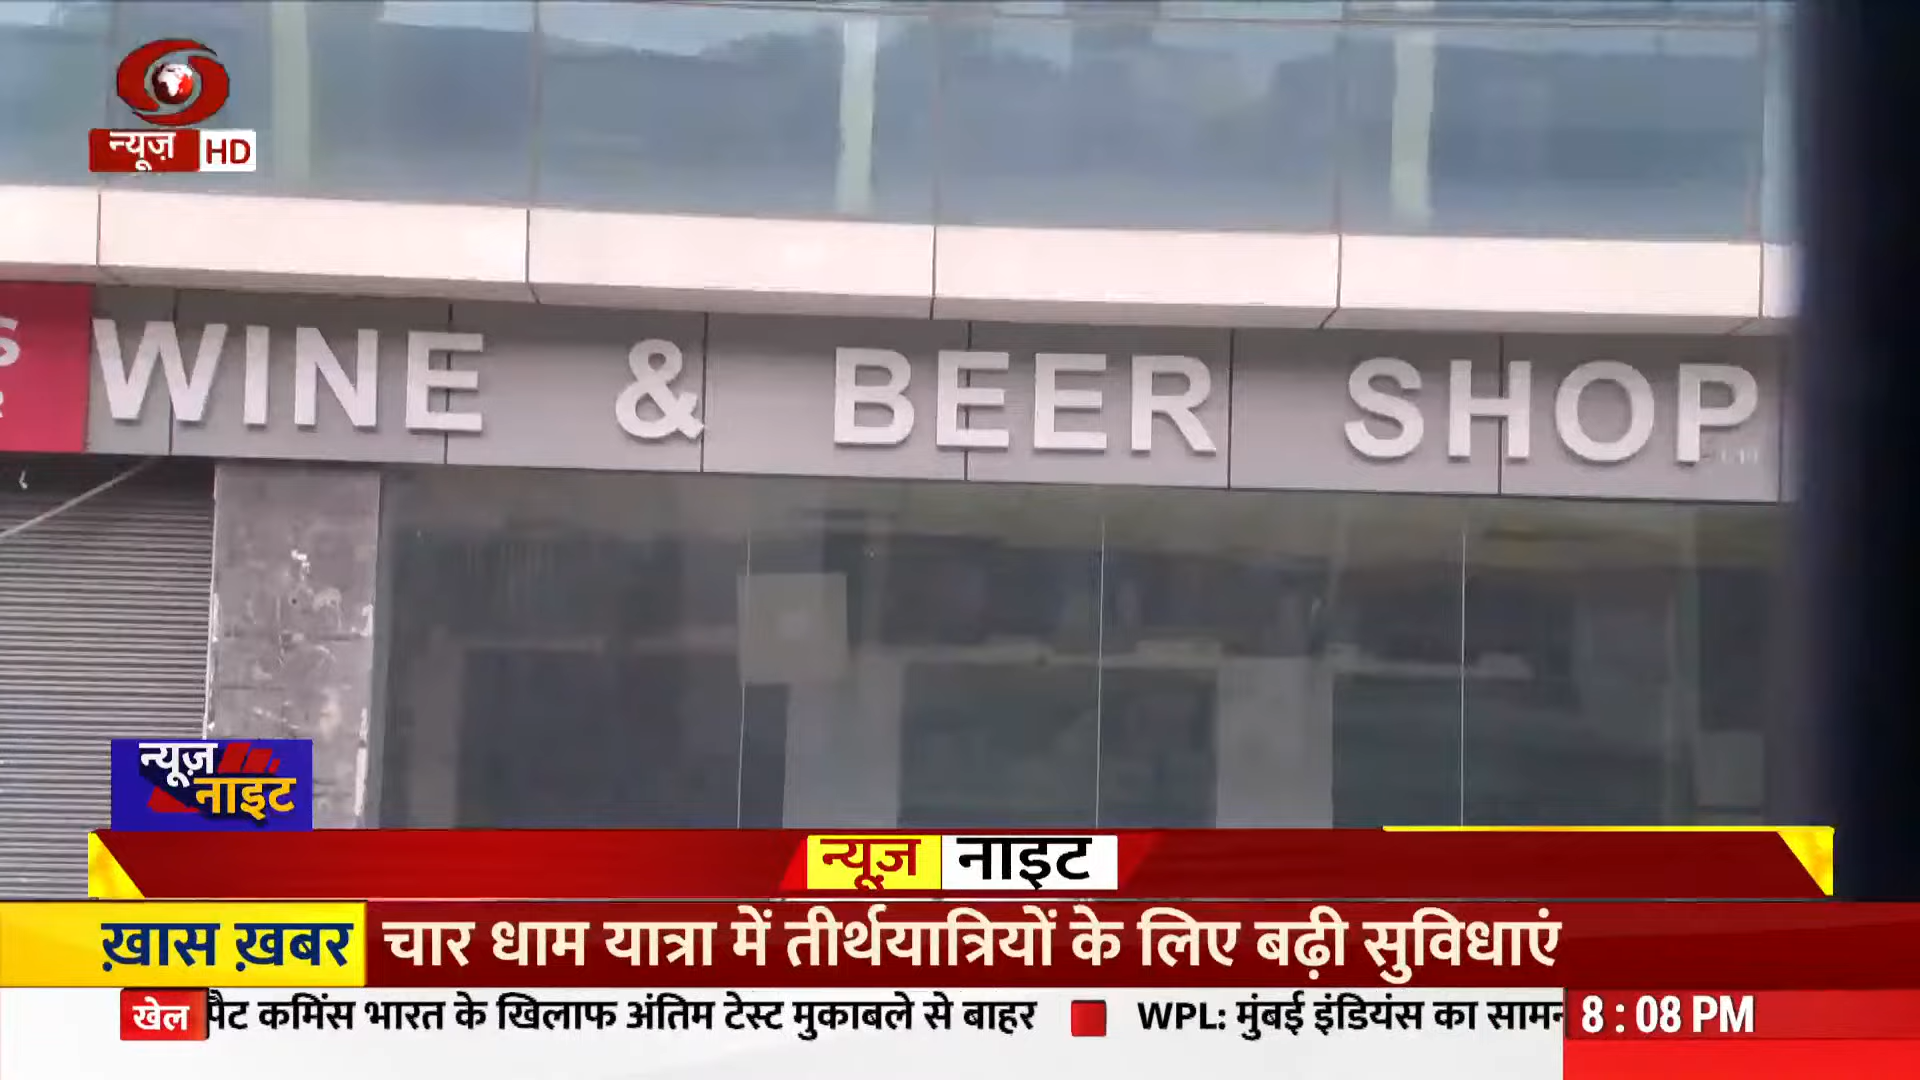 न्यूज़ HD
S
R
WINE & BEER SHOP
न्यूज़
नाइट
न्यूज़ नाइट
ख़ास ख़बर चार धाम यात्रा में तीर्थयात्रियों के लिए बढ़ी सुविधाएं
खेल पैट कमिंस भारत के खिलाफ अंतिम टेस्ट मुकाबले से बाहर WPL: मुंबई इंडियंस का सामन 8 : 08 PM